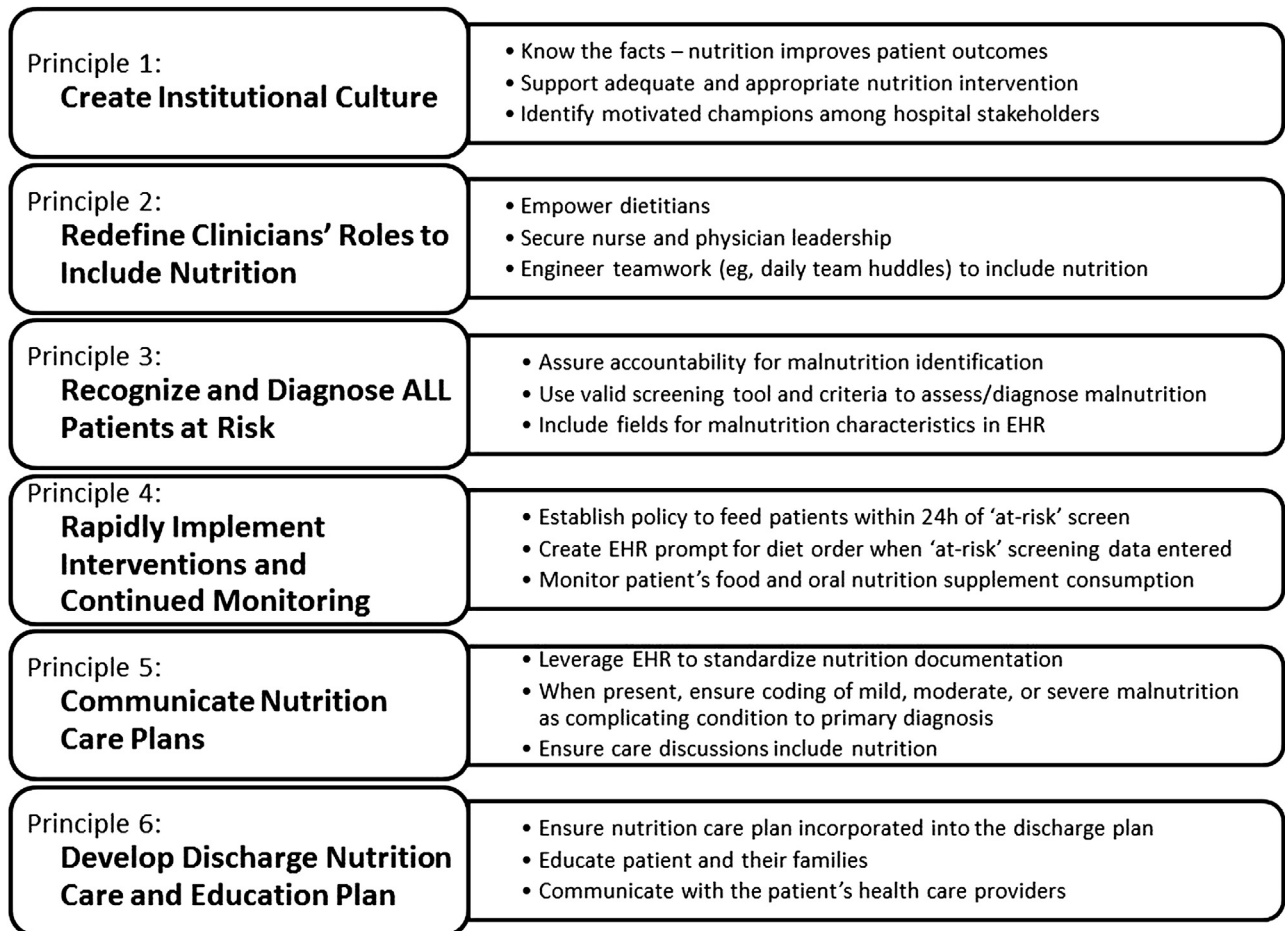 Principle 1:
Create Institutional Culture
• Know the facts – nutrition improves patient outcomes
• Support adequate and appropriate nutrition intervention
• Identify motivated champions among hospital stakeholders
Principle 2:
Redefine Clinicians’ Roles to
Include Nutrition
• Empower dietitians
• Secure nurse and physician leadership
• Engineer teamwork (eg, daily team huddles) to include nutrition
Principle 3:
Recognize and Diagnose ALL
Patients at Risk
• Assure accountability for malnutrition identification
• Use valid screening tool and criteria to assess/diagnose malnutrition
• Include fields for malnutrition characteristics in EHR
Principle 4:
Rapidly Implement
Interventions and
Continued Monitoring
• Establish policy to feed patients within 24h of ‘at-risk’ screen
• Create EHR prompt for diet order when ‘at-risk’ screening data entered
• Monitor patient’s food and oral nutrition supplement consumption
Principle 5:
Communicate Nutrition
Care Plans
• Leverage EHR to standardize nutrition documentation
• When present, ensure coding of mild, moderate, or severe malnutrition
as complicating condition to primary diagnosis
• Ensure care discussions include nutrition
Principle 6:
Develop Discharge Nutrition
Care and Education Plan
• Ensure nutrition care plan incorporated into the discharge plan
• Educate patient and their families
• Communicate with the patient’s health care providers